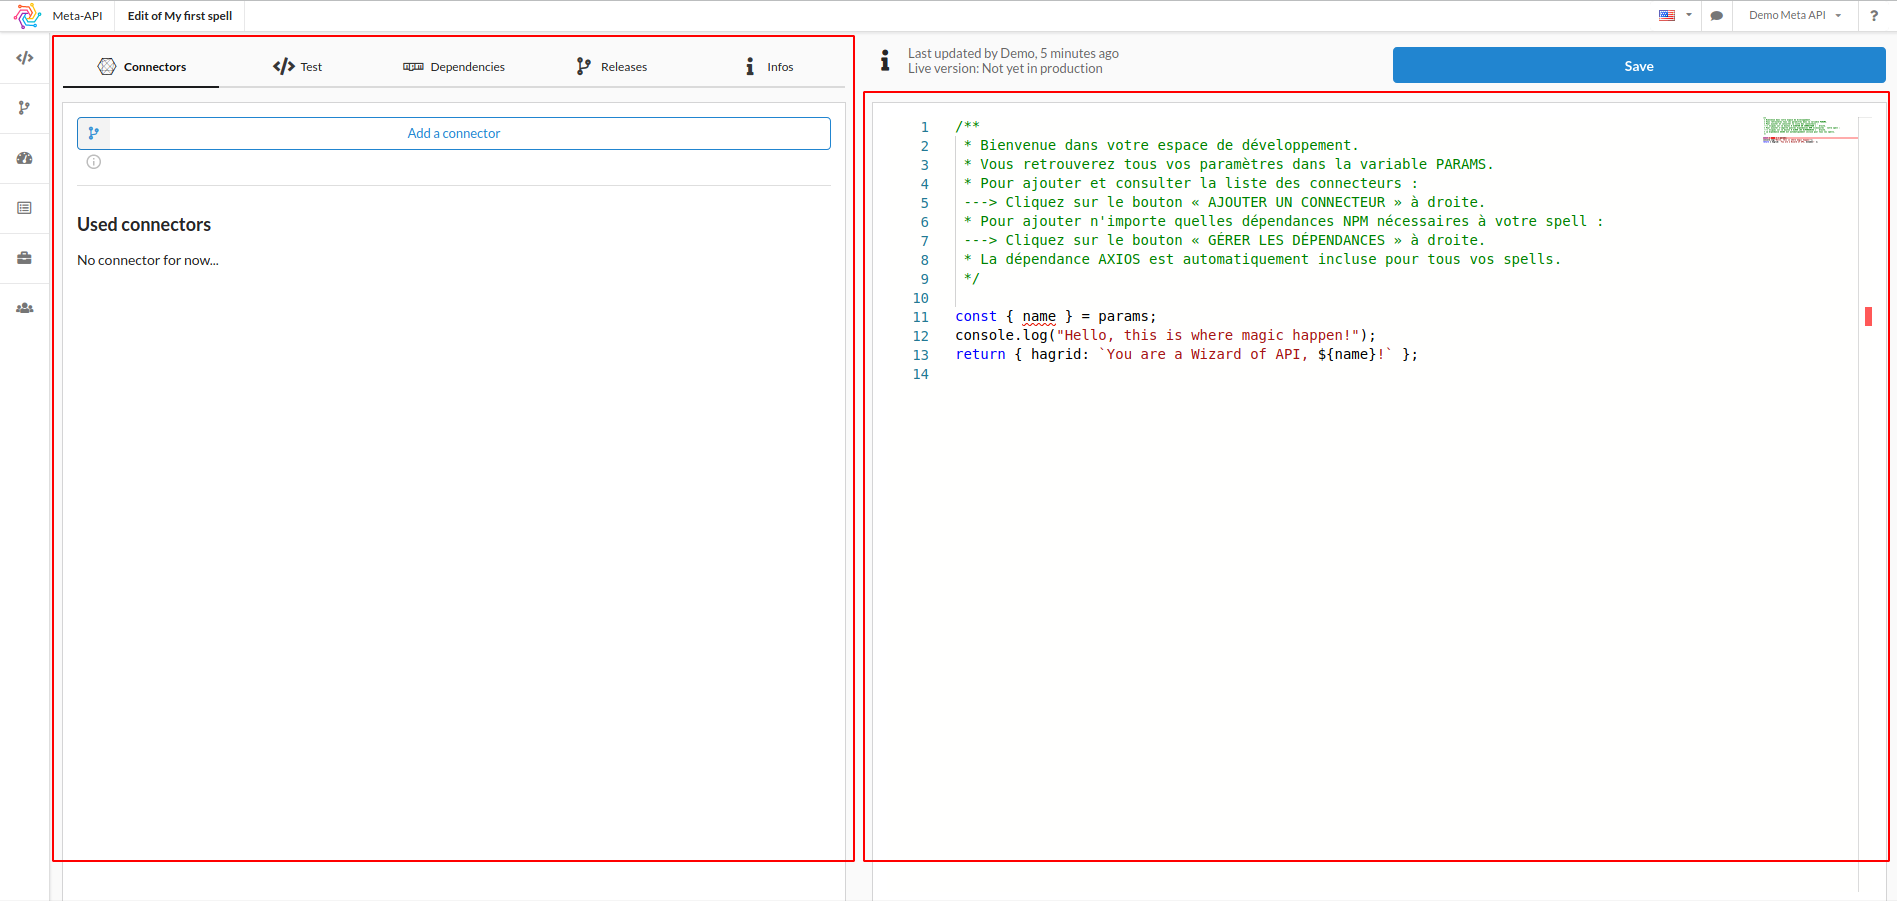 Meta-API
Edit of My first spell
Demo Meta API
?
Connectors
Test
Dependencies
Releases
Infos
Last updated by Demo, 5 minutes ago
Live version: Not yet in production
Save
Add a connector
Used connectors
No connector for now...
1 /**
2 * Bienvenue dans votre espace de développement.
3 * Vous retrouverez tous vos paramètres dans la variable PARAMS.
4 * Pour ajouter et consulter la liste des connecteurs :
5 ---> Cliquez sur le bouton « AJOUTER UN CONNECTEUR » à droite.
6 * Pour ajouter n'importe quelles dépendances NPM nécessaires à votre spell :
7 ---> Cliquez sur le bouton « GÉRER LES DÉPENDANCES » à droite.
8 * La dépendance AXIOS est automatiquement incluse pour tous vos spells.
9 */
10
11 const { name } = params;
12 console.log("Hello, this is where magic happen!");
13 return { hagrid: `You are a Wizard of API, ${name}!` };
14